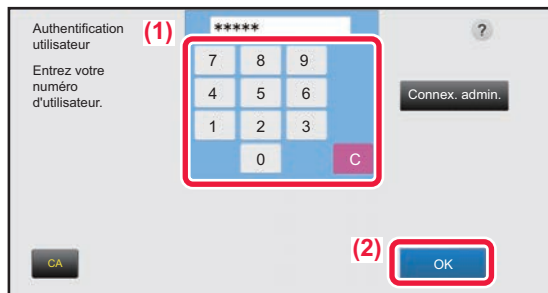 Authentification
utilisateur
Entrez votre
numéro
d'utilisateur.
(1)
*****
7 8 9
4 5 6
1 2 3
0 C
?
Connex. admin.
(2)
CA
OK